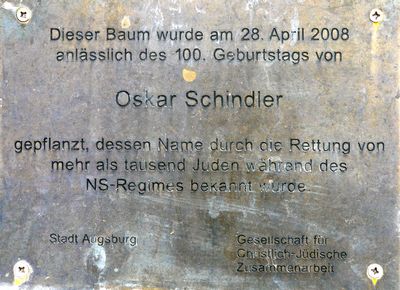 Dieser Baum wurde am 28. April 2008
anlässlich des 100. Geburtstags von
Oskar Schindler
gepflanzt, dessen Name durch die Rettung von
mehr als tausend Juden während des
NS-Regimes bekannt wurde.
Stadt Augsburg
Gesellschaft für
Christlich-Jüdische
Zusammenarbeit